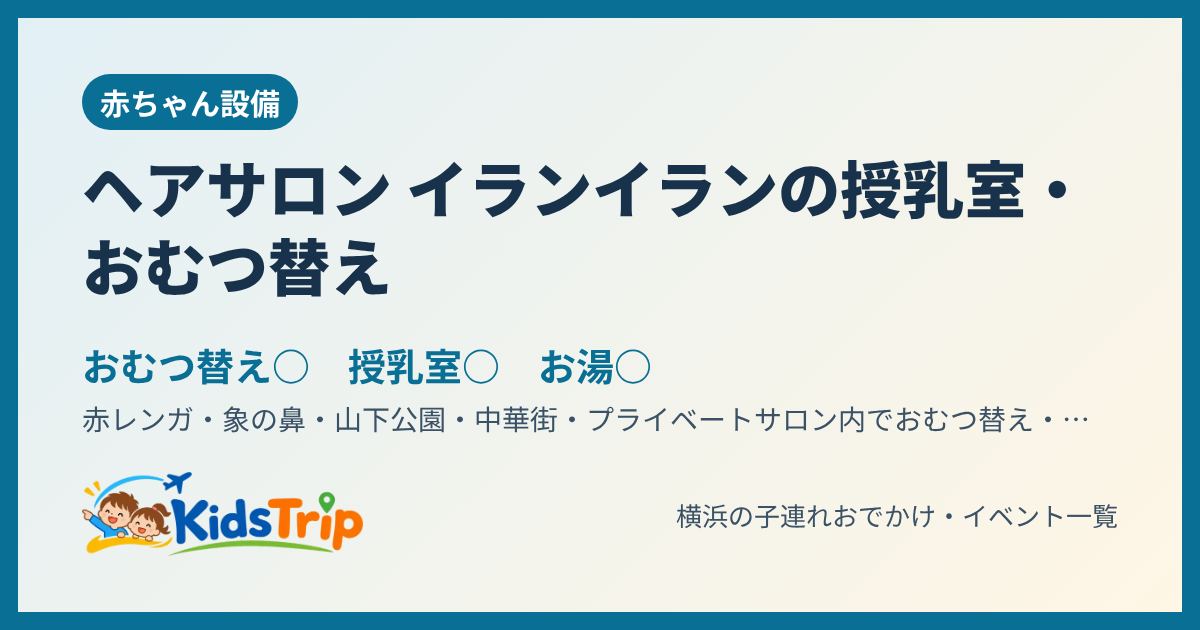 赤ちゃん設備
ヘアサロン イランイランの授乳室・
おむつ替え
おむつ替え○　授乳室○　お湯○
赤レンガ・象の鼻・山下公園・中華街・プライベートサロン内でおむつ替え・…
KidsTrip
横浜の子連れおでかけ・イベント一覧